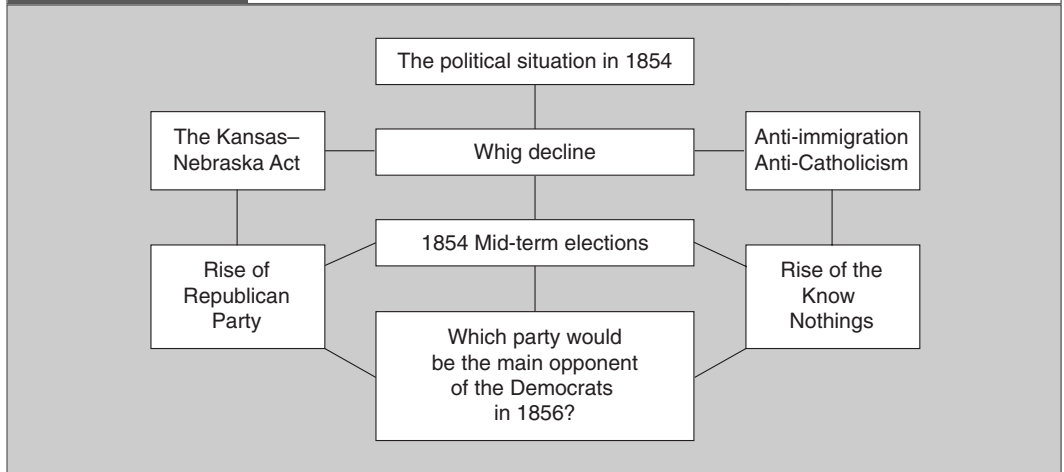 The political situation in 1854
The Kansas–
Nebraska Act
Whig decline
Anti-immigration
Anti-Catholicism
1854 Mid-term elections
Rise of
Republican
Party
Rise of the
Know
Nothings
Which party would
be the main opponent
of the Democrats
in 1856?